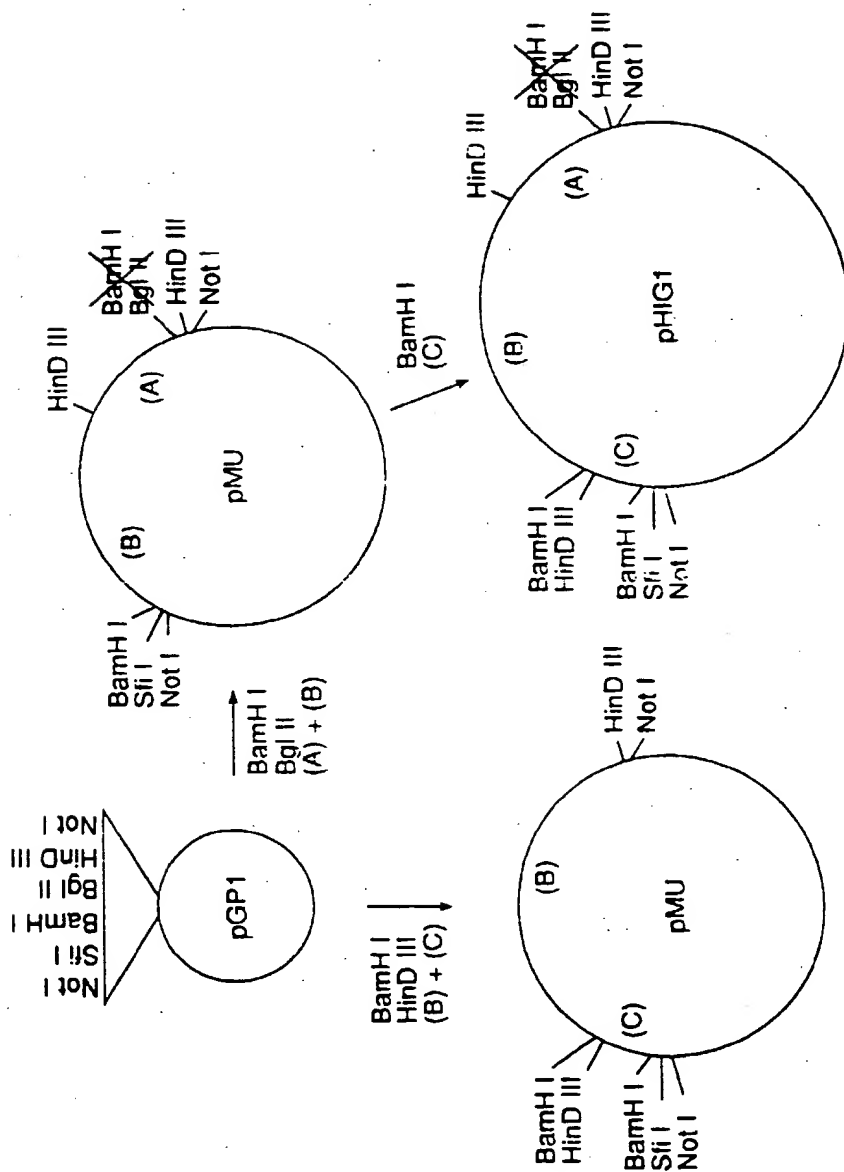 Not I
Sfi I
BamH I
Bgl II
HinD III
Not I
pGP1
BamH I
Bgl II
(A) + (B)
BamH I
Sfi I
Not I
(B)
pMU
(A)
HinD III
BamH I
Bgl II
HinD III
Not I
BamH I
HinD III
(B) + (C)
BamH I
(C)
BamH I
HinD III
(C)
BamH I
Sfi I
Not I
(B)
pMU
HinD III
Not I
BamH I
HinD III
(C)
BamH I
Sfi I
Not I
(B)
pHIG1
(A)
HinD III
BamH I
Bgl II
HinD III
Not I